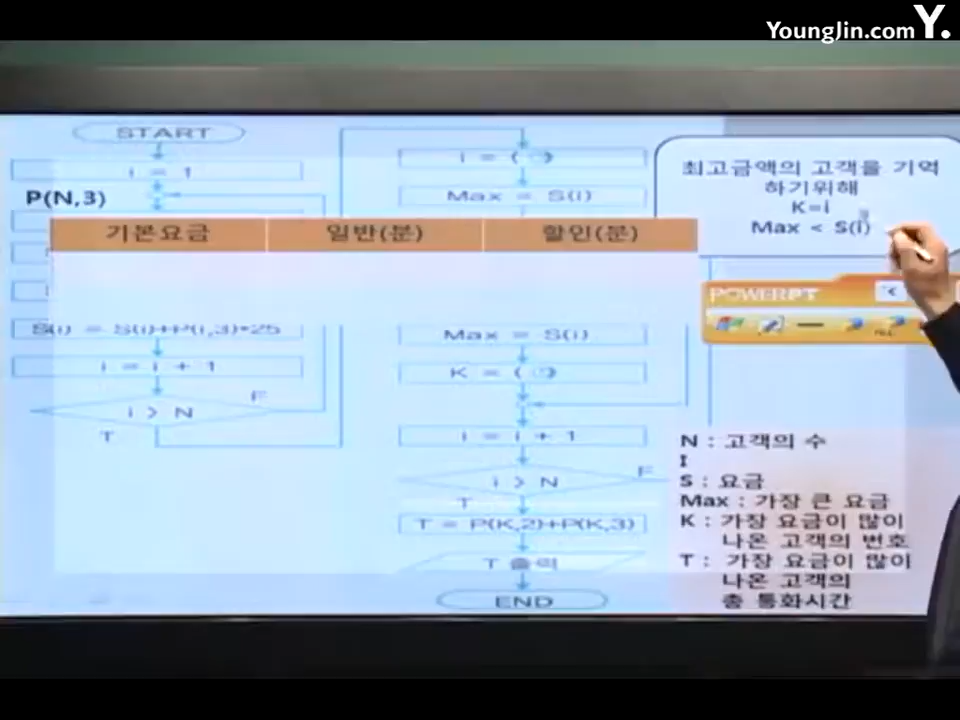 YoungJin.com Y.
START
i = 1
P(N,3)
기본요금
일반(분)
할인(분)
S(i) = S(i)+P(i,3)*25
i = i + 1
i > N
F
T
i = ( )
Max = S(i)
Max = S(i)
K = ( )
i = i + 1
i > N
F
T
T = P(K,2)+P(K,3)
T 출력
END
최고금액의 고객을 기억
하기위해
K=i
Max < S(i)
POWERPT
N : 고객의 수
I
S : 요금
Max : 가장 큰 요금
K : 가장 요금이 많이
나온 고객의 번호
T : 가장 요금이 많이
나온 고객의
총 통화시간